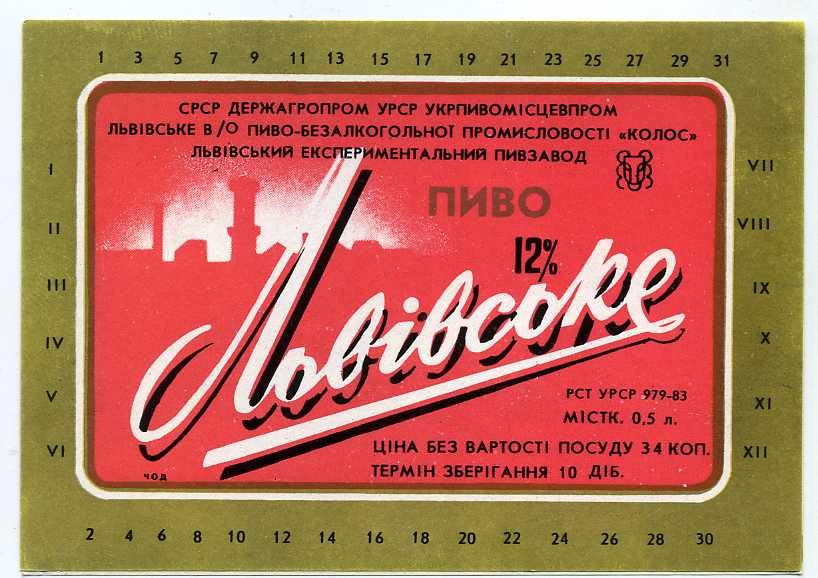 1 3 5 7 9 11 13 15 17 19 21 23 25 27 29 31
СРСР ДЕРЖАГРОПРОМ УРСР УКРПИВОМІСЦЕВПРОМ
ЛЬВІВСЬКЕ В/О ПИВО-БЕЗАЛКОГОЛЬНОЇ ПРОМИСЛОВОСТІ «КОЛОС»
ЛЬВІВСЬКИЙ ЕКСПЕРИМЕНТАЛЬНИЙ ПИВЗАВОД
I
II
III
IV
V
VI
ПИВО
12%
Львівське
РСТ УРСР 979-83
МІСТК. 0,5 л.
ЦІНА БЕЗ ВАРТОСТІ ПОСУДУ 34 КОП.
ТЕРМІН ЗБЕРІГАННЯ 10 ДІБ.
ЧОД
VII
VIII
IX
X
XI
XII
2 4 6 8 10 12 14 16 18 20 22 24 26 28 30